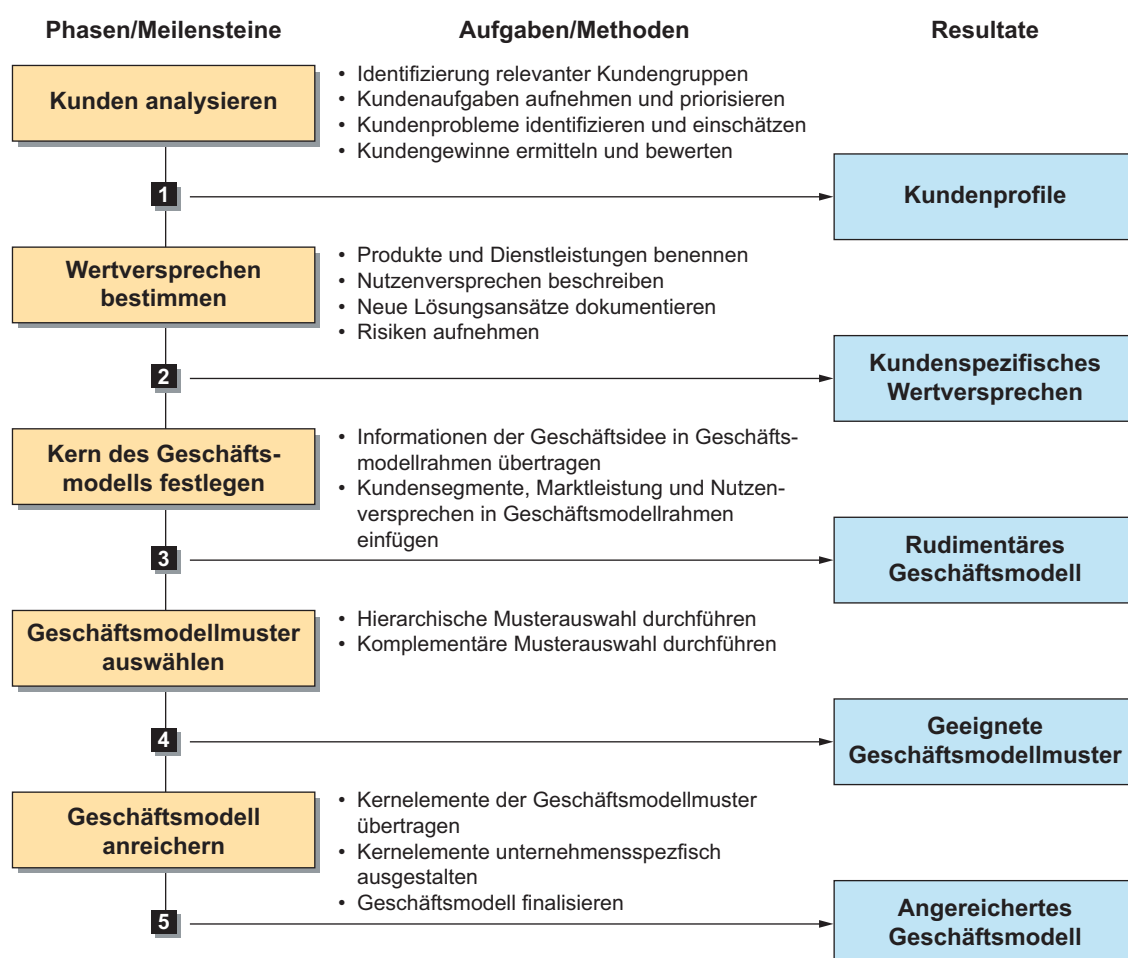 Phasen/Meilensteine
Aufgaben/Methoden
Resultate
Kunden analysieren
• Identifizierung relevanter Kundengruppen
• Kundenaufgaben aufnehmen und priorisieren
• Kundenprobleme identifizieren und einschätzen
• Kundengewinne ermitteln und bewerten
1
Kundenprofile
Wertversprechen
bestimmen
• Produkte und Dienstleistungen benennen
• Nutzenversprechen beschreiben
• Neue Lösungsansätze dokumentieren
• Risiken aufnehmen
2
Kundenspezifisches
Wertversprechen
Kern des Geschäfts-
modells festlegen
• Informationen der Geschäftsidee in Geschäfts-
modellrahmen übertragen
• Kundensegmente, Marktleistung und Nutzen-
versprechen in Geschäftsmodellrahmen
einfügen
3
Rudimentäres
Geschäftsmodell
Geschäftsmodellmuster
auswählen
• Hierarchische Musterauswahl durchführen
• Komplementäre Musterauswahl durchführen
4
Geeignete
Geschäftsmodellmuster
Geschäftsmodell
anreichern
• Kernelemente der Geschäftsmodellmuster
übertragen
• Kernelemente unternehmensspezfisch
ausgestalten
• Geschäftsmodell finalisieren
5
Angereichertes
Geschäftsmodell